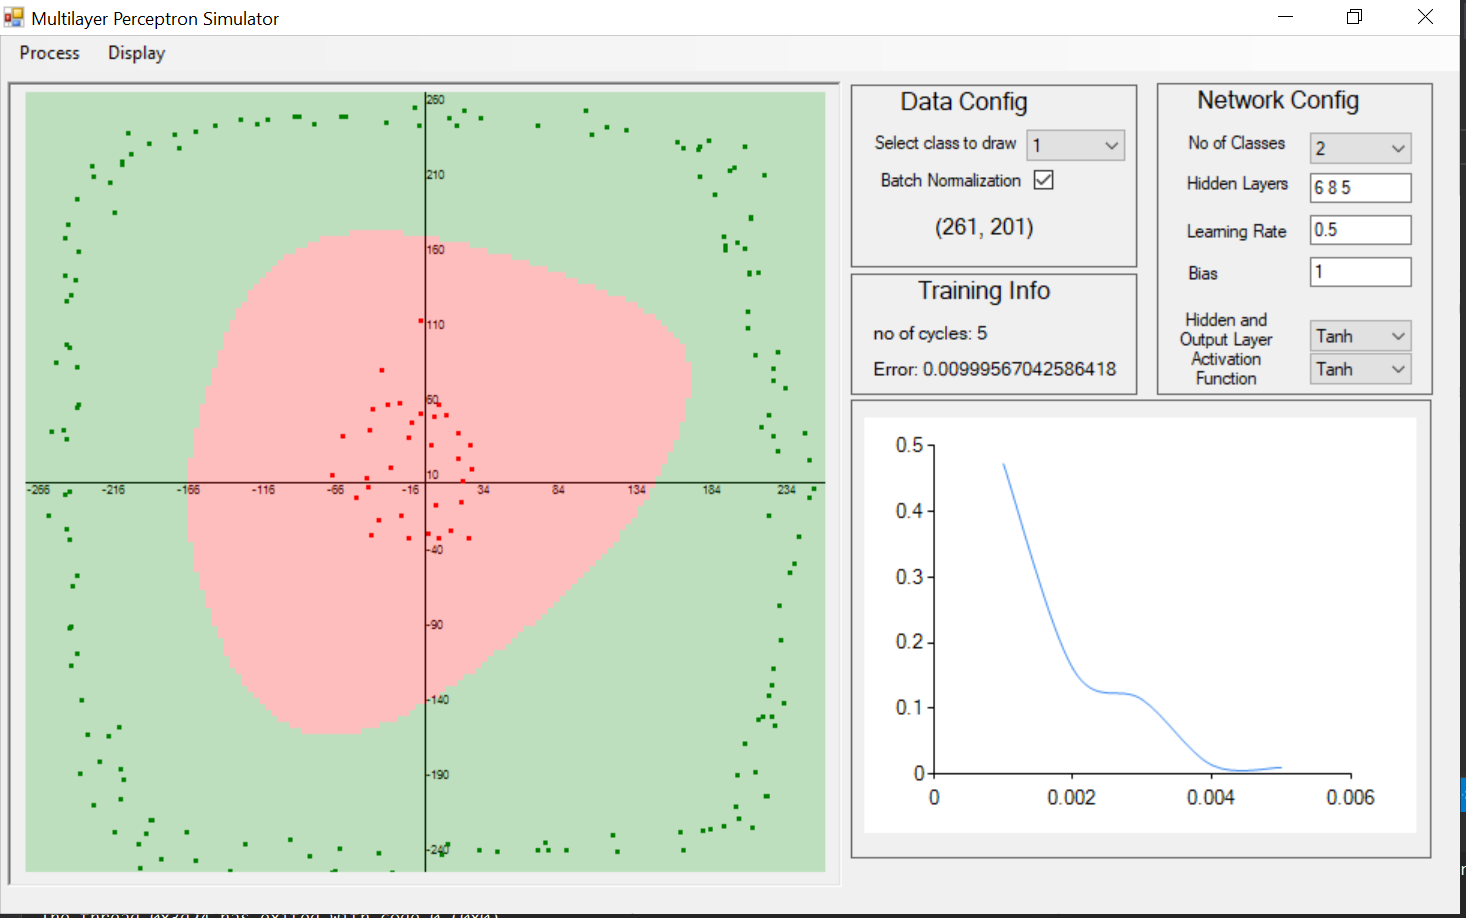 Multilayer Perceptron Simulator
Process Display
260
210
160
110
60
10
-40
-90
-140
-190
-240
-266 -216 -166 -116 -66 -16 34 84 134 184 234
Data Config
Select class to draw 1
Batch Normalization
(261, 201)
Training Info
no of cycles: 5
Error: 0.00999567042586418
Network Config
No of Classes 2
Hidden Layers 6 8 5
Learning Rate 0.5
Bias 1
Hidden and
Output Layer
Activation
Function
Tanh
Tanh
0.5
0.4
0.3
0.2
0.1
0
0 0.002 0.004 0.006